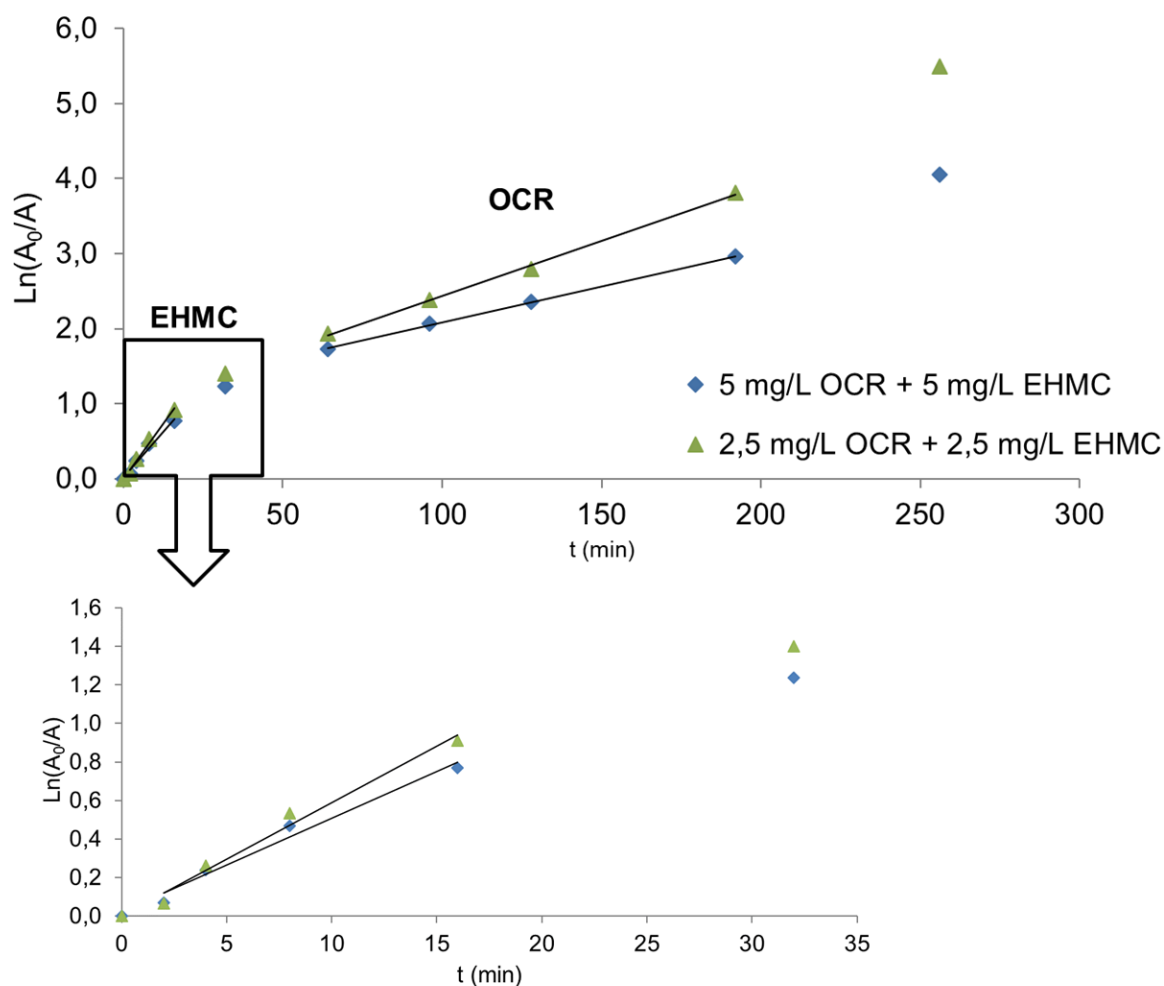 6,0
5,0
4,0
3,0
2,0
1,0
0,0
Ln(A₀/A)
OCR
EHMC
5 mg/L OCR + 5 mg/L EHMC
2,5 mg/L OCR + 2,5 mg/L EHMC
0 50 100 150 200 250 300
t (min)
1,6
1,4
1,2
1,0
0,8
0,6
0,4
0,2
0,0
Ln(A₀/A)
0 5 10 15 20 25 30 35
t (min)